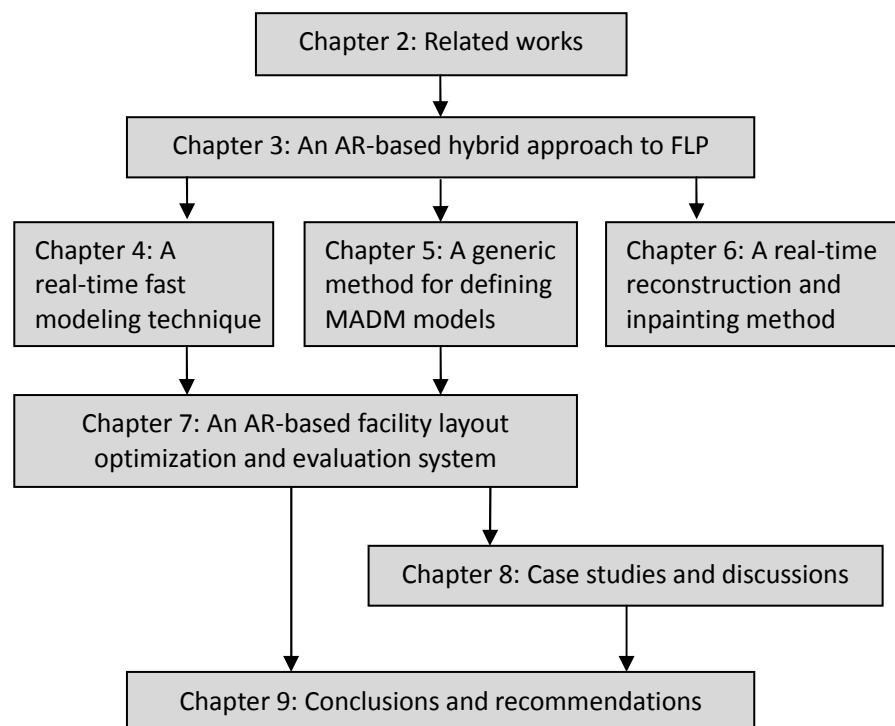 Chapter 2: Related works
Chapter 3: An AR-based hybrid approach to FLP
Chapter 4: A
real-time fast
modeling technique
Chapter 5: A generic
method for defining
MADM models
Chapter 6: A real-time
reconstruction and
inpainting method
Chapter 7: An AR-based facility layout
optimization and evaluation system
Chapter 8: Case studies and discussions
Chapter 9: Conclusions and recommendations